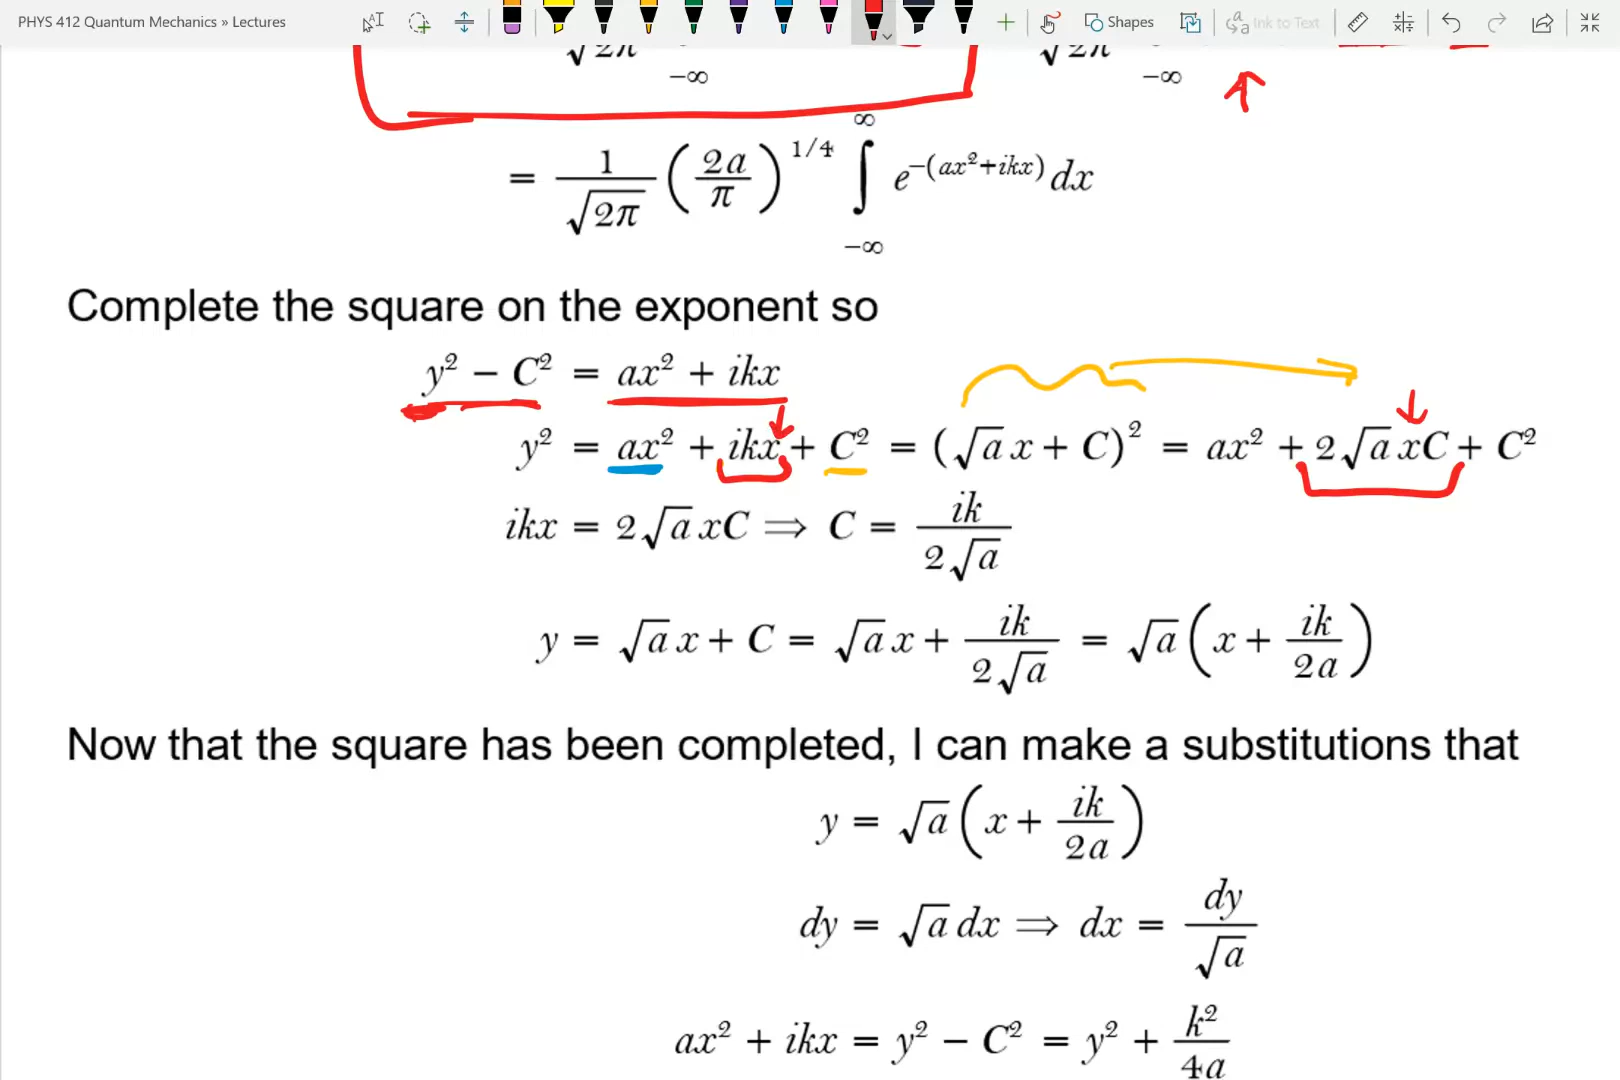 PHYS 412 Quantum Mechanics » Lectures
Shapes
Link to Text
√2π −∞ √2π −∞
= 1/√2π (2a/π)^1/4 ∫_−∞^∞ e^−(ax²+ikx) dx
Complete the square on the exponent so
y² − C² = ax² + ikx
y² = ax² + ikx + C² = (√a x + C)² = ax² + 2√a xC + C²
ikx = 2√a xC ⟹ C = ik/2√a
y = √a x + C = √a x + ik/2√a = √a (x + ik/2a)
Now that the square has been completed, I can make a substitutions that
y = √a (x + ik/2a)
dy = √a dx ⟹ dx = dy/√a
ax² + ikx = y² − C² = y² + k²/4a